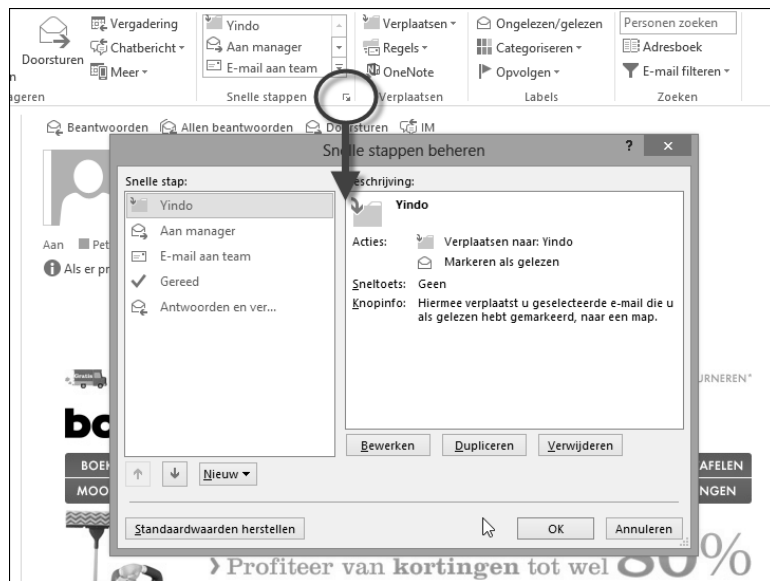 Vergadering
Chatbericht
Meer
Doorsturen
n
ageren
Yindo
Aan manager
E-mail aan team
Snelle stappen
Verplaatsen
Regels
OneNote
Verplaatsen
Ongelezen/gelezen
Categoriseren
Opvolgen
Labels
Personen zoeken
Adresboek
E-mail filteren
Zoeken
Beantwoorden Allen beantwoorden Doorsturen IM
Snelle stappen beheren ? ×
Snelle stap:
Yindo
Aan manager
E-mail aan team
Gereed
Antwoorden en ver...
Nieuw
Beschrijving:
Yindo
Acties: Verplaatsen naar: Yindo
Markeren als gelezen
Sneltoets: Geen
Knopinfo: Hiermee verplaatst u geselecteerde e-mail die u
als gelezen hebt gemarkeerd, naar een map.
Bewerken Dupliceren Verwijderen
Standaardwaarden herstellen OK Annuleren
Aan Pet
Als er pr
Gratis
URNEREN*
bo
BOEK
AFELEN
MOO
NGEN
Profiteer van kortingen tot wel 80%